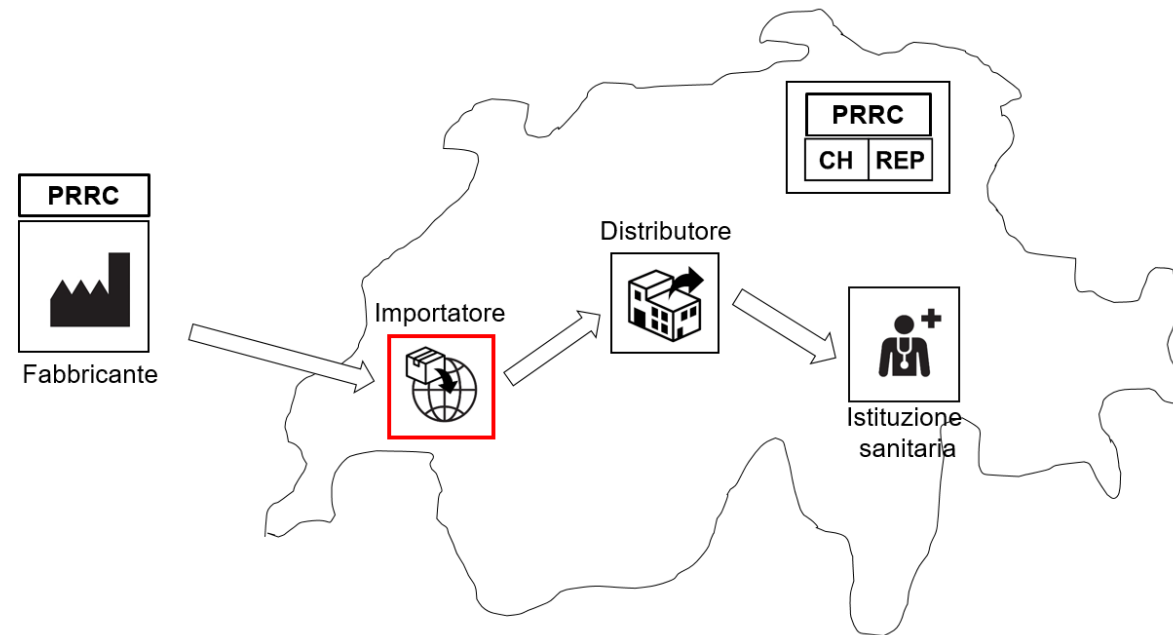 PRRC
CH REP
PRRC
Fabbricante
Importatore
Distributore
Istituzione
sanitaria